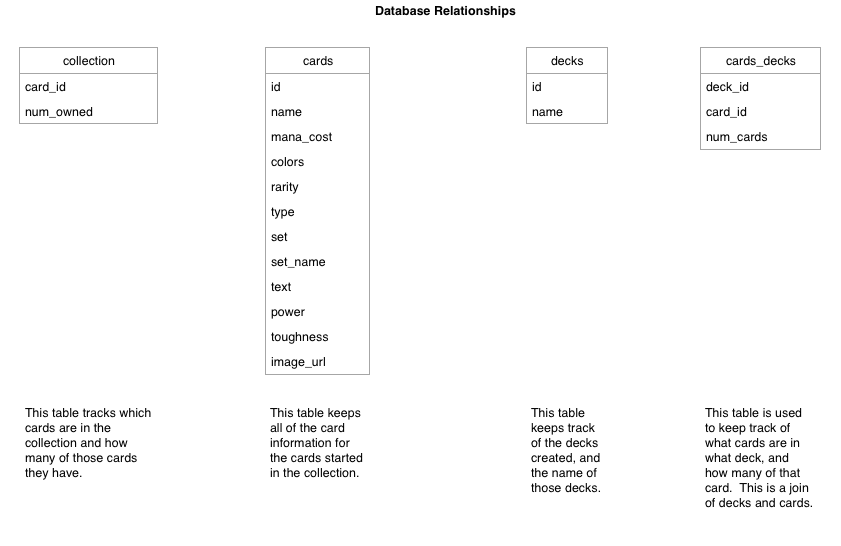 Database Relationships
collection
card_id
num_owned
cards
id
name
mana_cost
colors
rarity
type
set
set_name
text
power
toughness
image_url
decks
id
name
cards_decks
deck_id
card_id
num_cards
This table tracks which
cards are in the
collection and how
many of those cards
they have.
This table keeps
all of the card
information for
the cards started
in the collection.
This table
keeps track
of the decks
created, and
the name of
those decks.
This table is used
to keep track of
what cards are in
what deck, and
how many of that
card.  This is a join
of decks and cards.